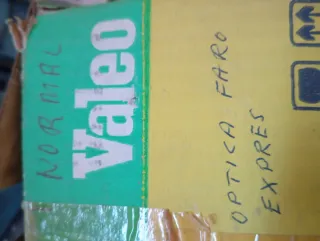 NORMAL
Valeo
OPTICA FARO
EXPRES